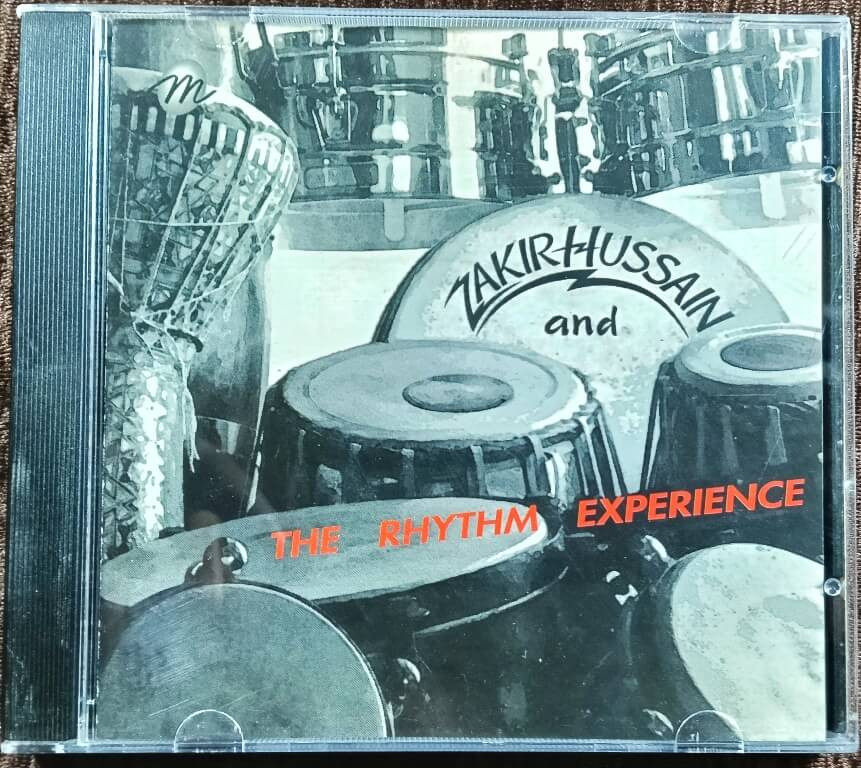 m
ZAKIR HUSSAIN
and
THE RHYTHM EXPERIENCE